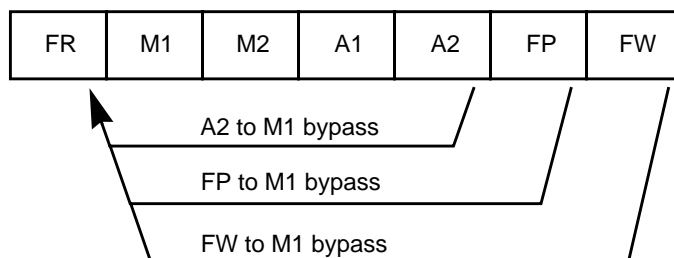 FR M1 M2 A1 A2 FP FW
A2 to M1 bypass
FP to M1 bypass
FW to M1 bypass